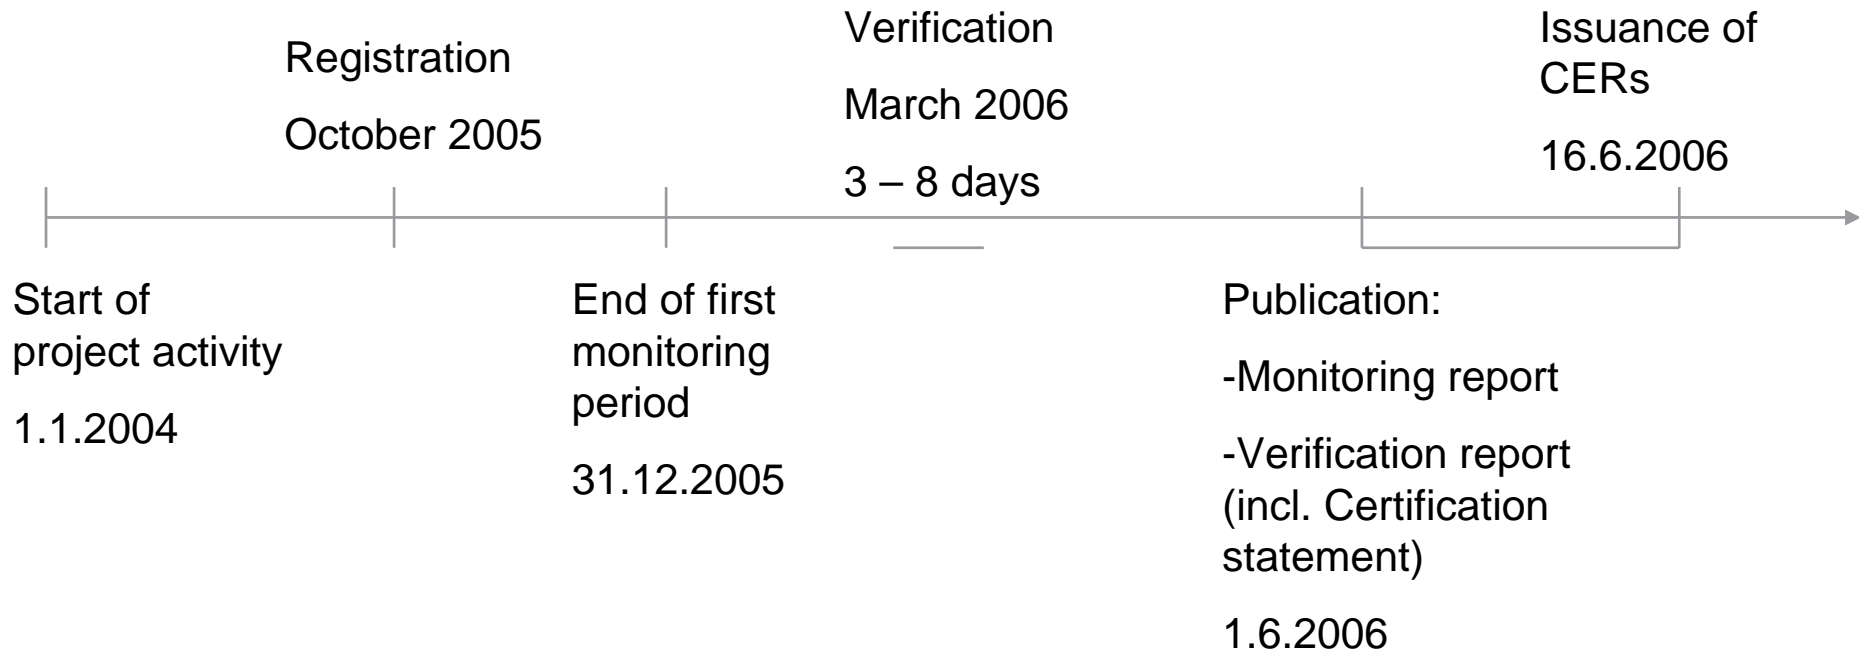 Registration
October 2005
Verification
March 2006
3 – 8 days
Issuance of
CERs
16.6.2006
Start of
project activity
1.1.2004
End of first
monitoring
period
31.12.2005
Publication:
-Monitoring report
-Verification report
(incl. Certification
statement)
1.6.2006